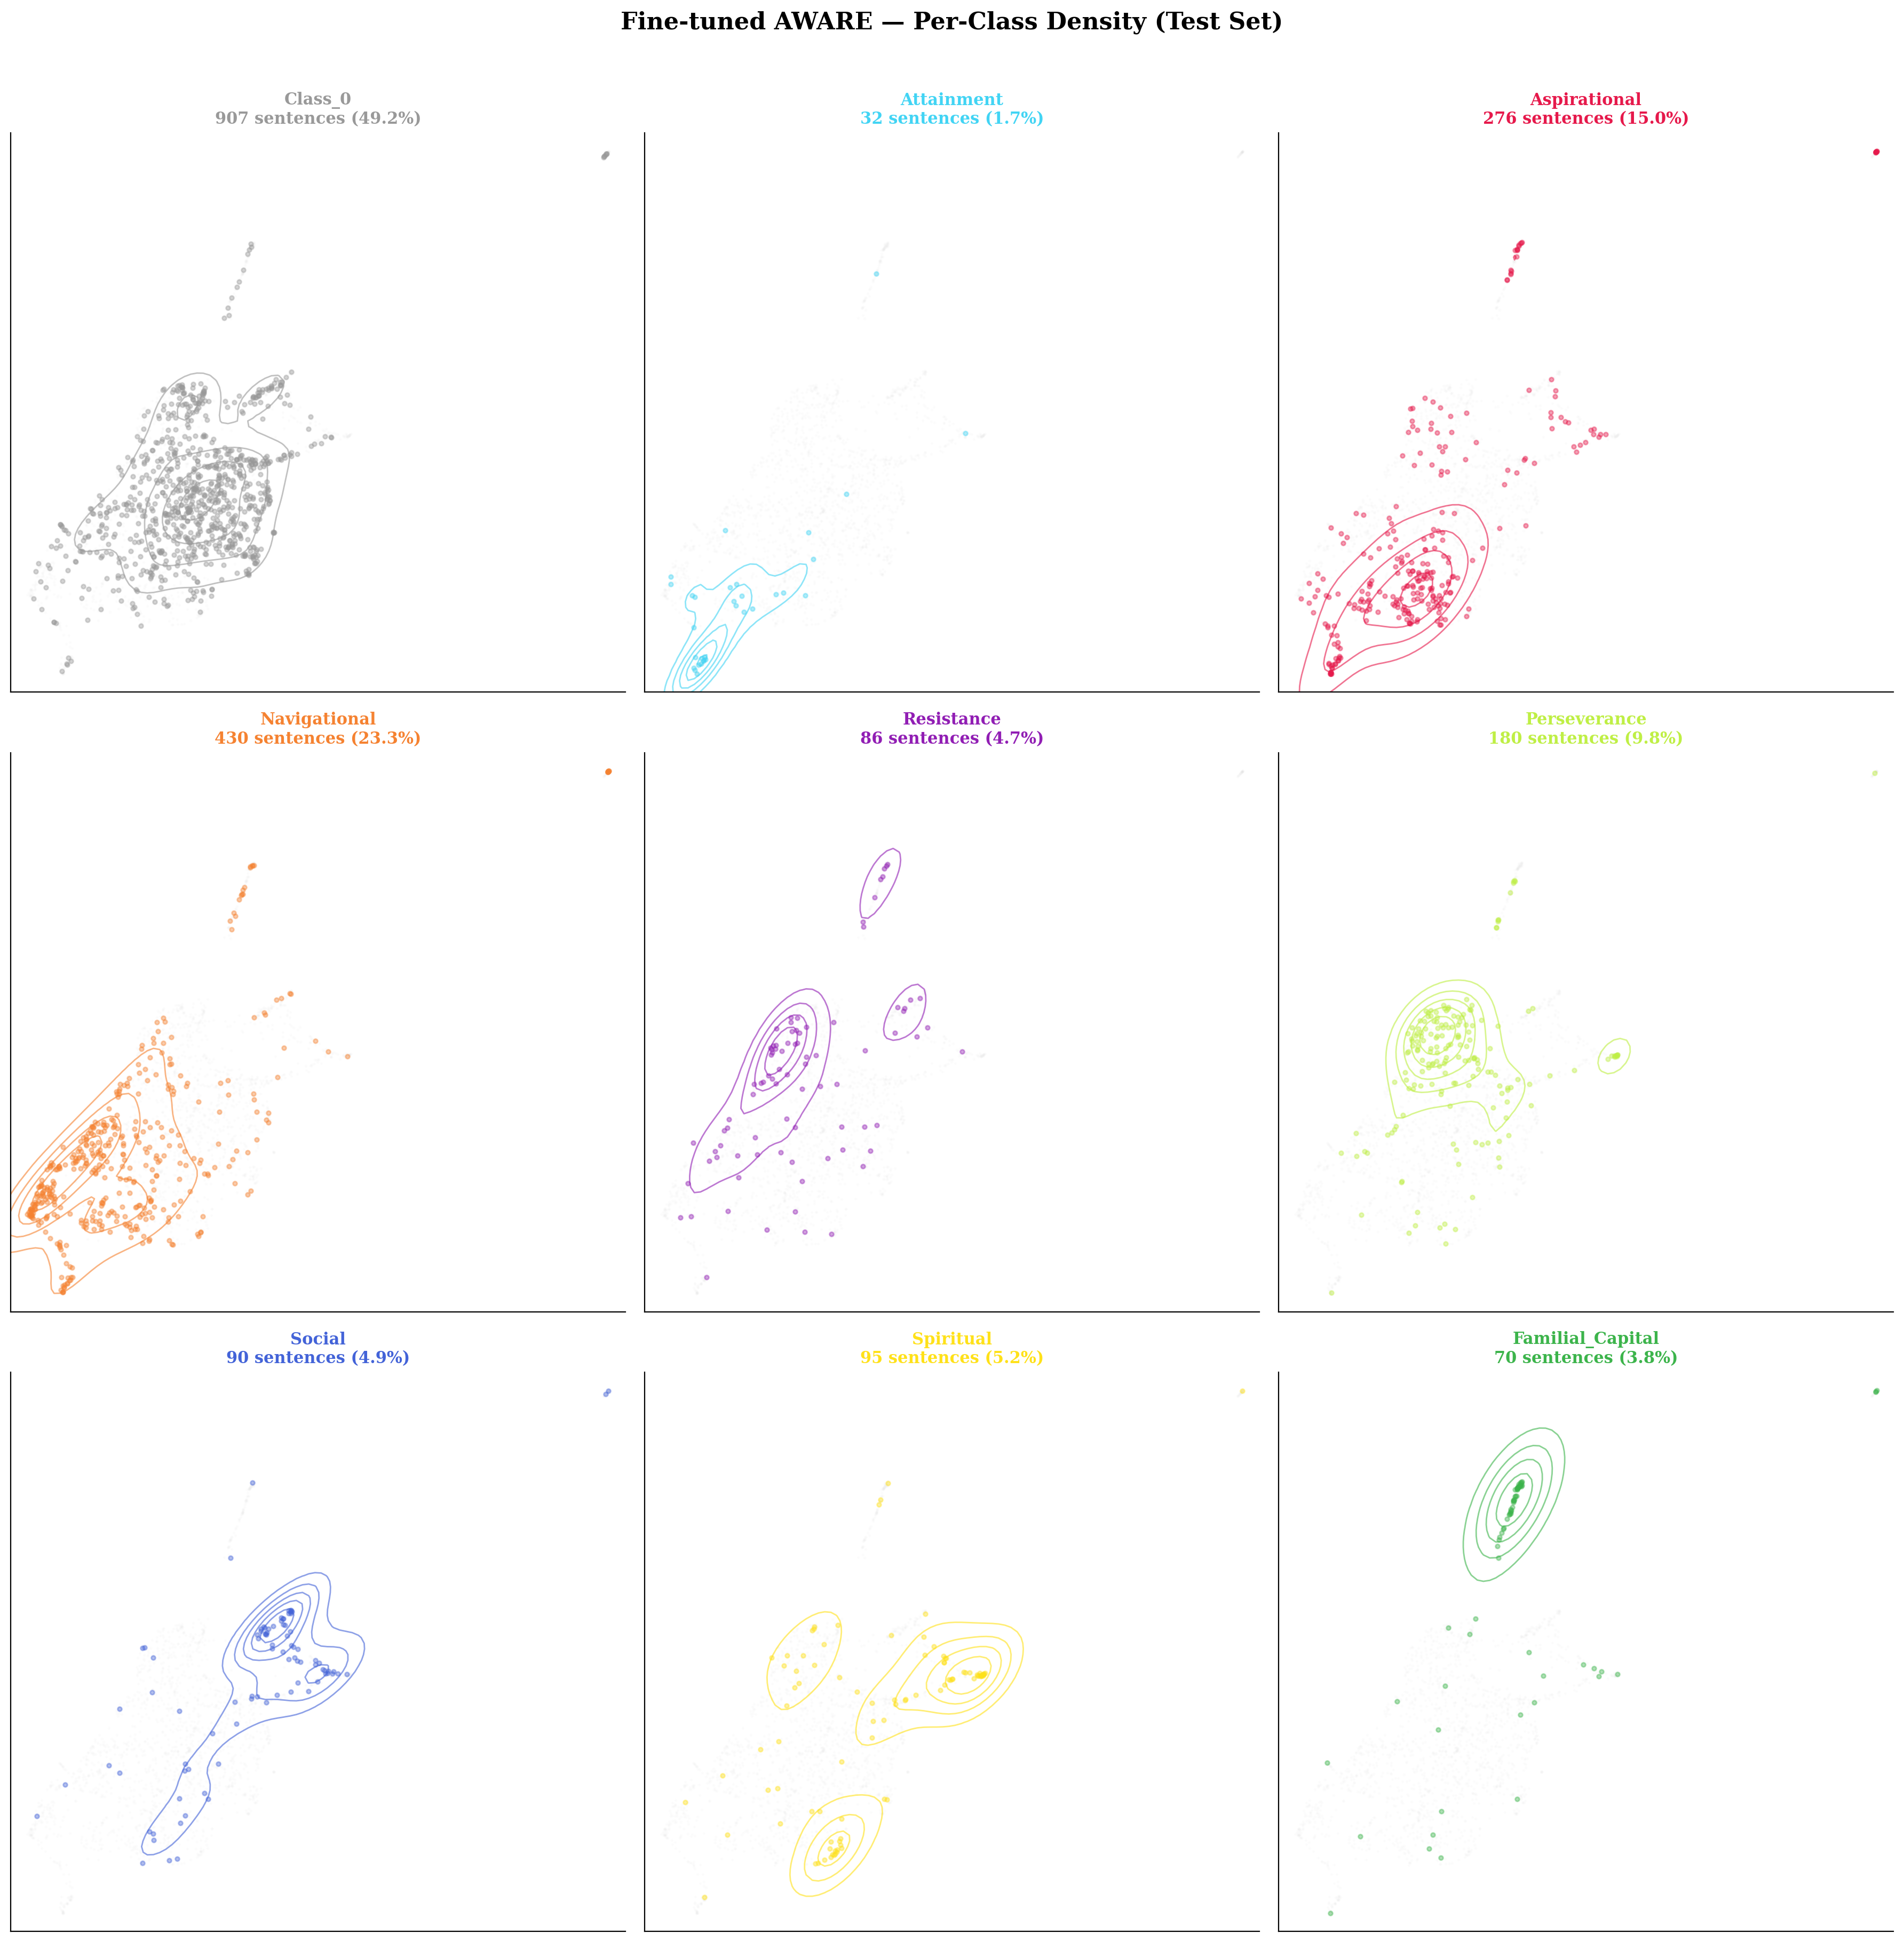 Fine-tuned AWARE — Per-Class Density (Test Set)
Class_0
907 sentences (49.2%)
Attainment
32 sentences (1.7%)
Aspirational
276 sentences (15.0%)
Navigational
430 sentences (23.3%)
Resistance
86 sentences (4.7%)
Perseverance
180 sentences (9.8%)
Social
90 sentences (4.9%)
Spiritual
95 sentences (5.2%)
Familial_Capital
70 sentences (3.8%)